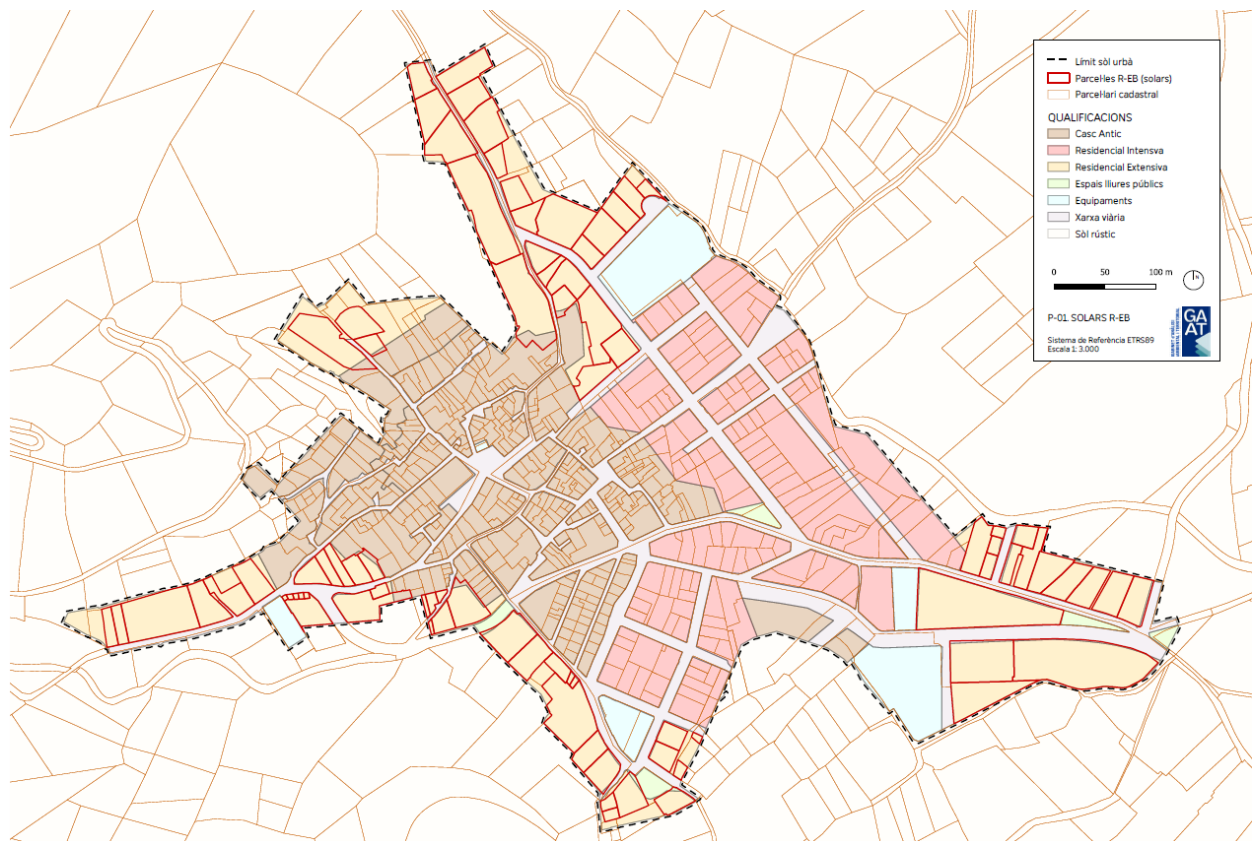 Límit sòl urbà
Parcel·les R-EB (solars)
Parcel·lari cadastral
QUALIFICACIONS
Casc Antic
Residencial Intensva
Residencial Extensiva
Espais lliures públics
Equipaments
Xarxa viària
Sòl rústic
0 50 100 m
N
P-01. SOLARS R-EB
Sistema de Referència ETRS89
Escala 1: 3.000
GA
AT